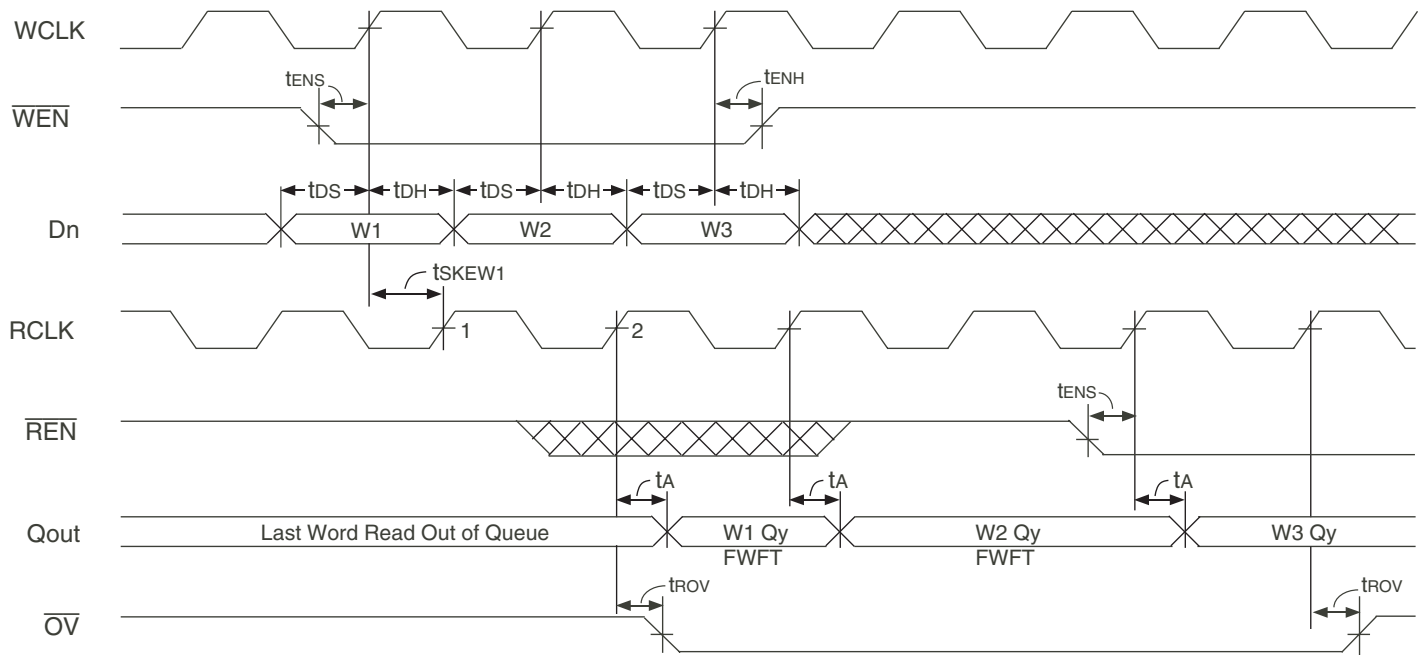 WCLK
tENS
tENH
WEN
tDS tDH tDS tDH tDS tDH
Dn W1 W2 W3
tSKEW1
RCLK 1 2
tENS
REN
tA tA tA
Qout Last Word Read Out of Queue W1 Qy W2 Qy W3 Qy
FWFT FWFT
tROV tROV
OV